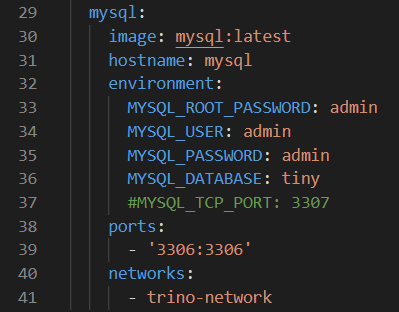 29 mysql:
30 image: mysql:latest
31 hostname: mysql
32 environment:
33 MYSQL_ROOT_PASSWORD: admin
34 MYSQL_USER: admin
35 MYSQL_PASSWORD: admin
36 MYSQL_DATABASE: tiny
37 #MYSQL_TCP_PORT: 3307
38 ports:
39 - '3306:3306'
40 networks:
41 - trino-network